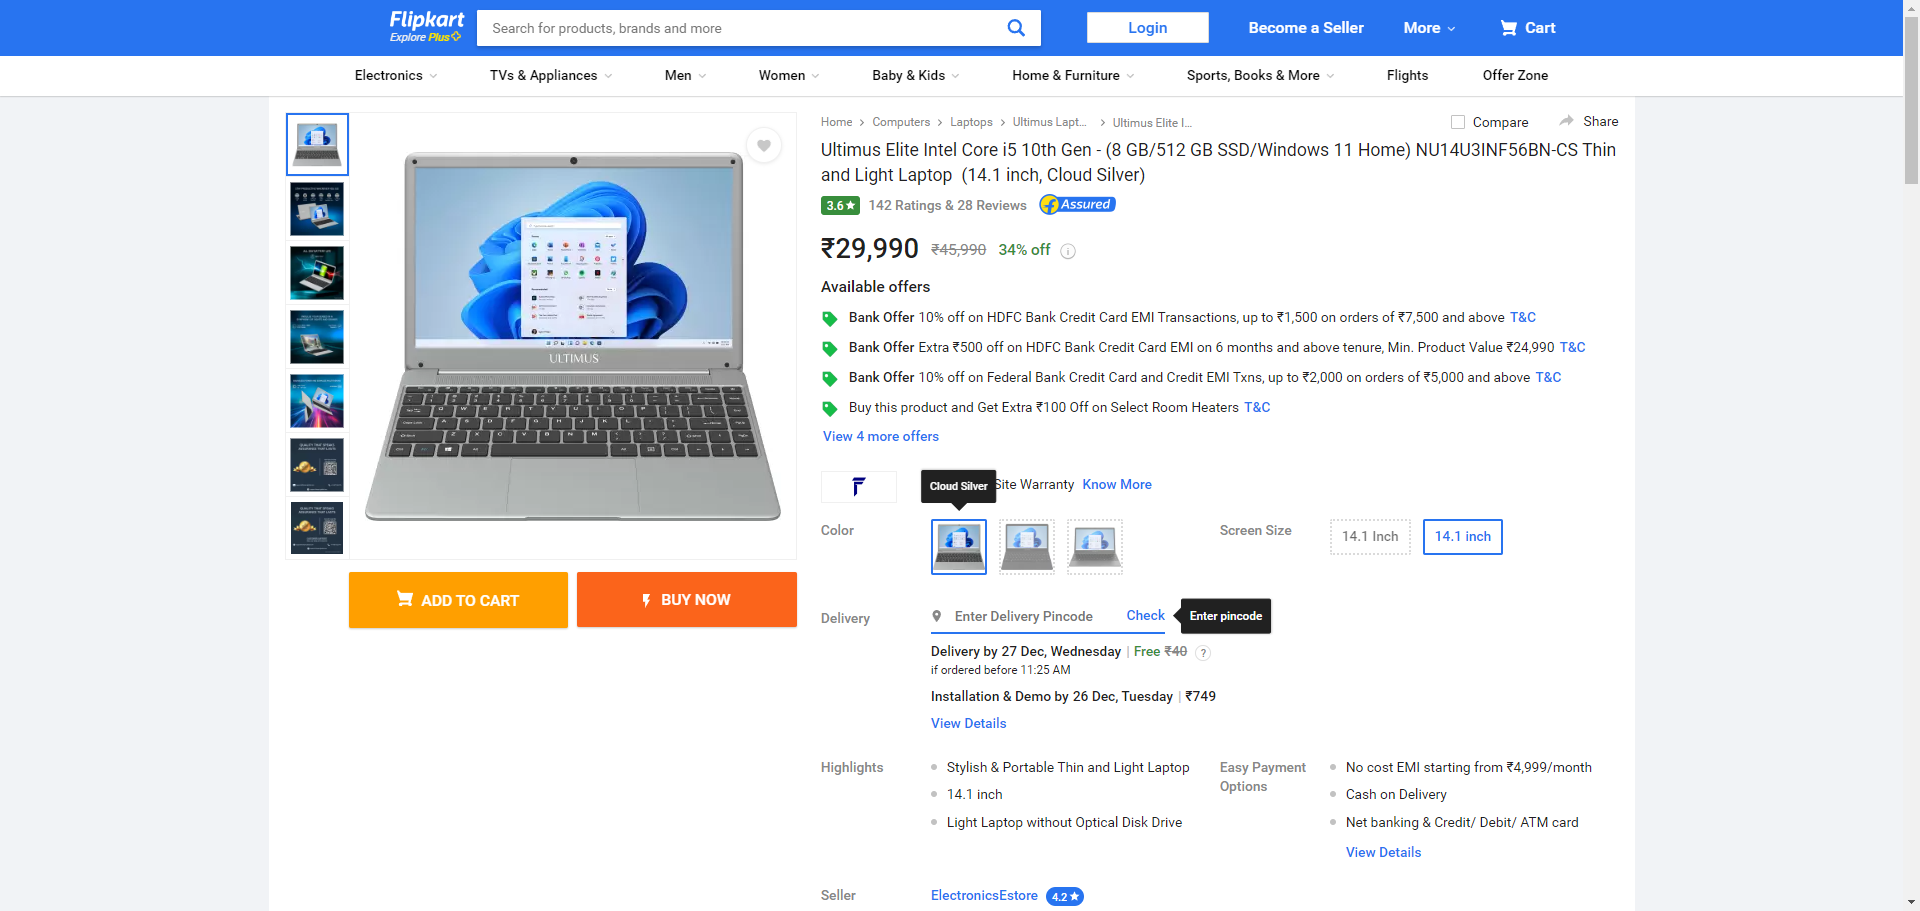 Flipkart
Explore Plus
Search for products, brands and more
Login
Become a Seller
More
Cart
Electronics
TVs & Appliances
Men
Women
Baby & Kids
Home & Furniture
Sports, Books & More
Flights
Offer Zone
Home
Computers
Laptops
Ultimus Lapt...
Ultimus Elite I...
Compare
Share
Ultimus Elite Intel Core i5 10th Gen - (8 GB/512 GB SSD/Windows 11 Home) NU14U3INF56BN-CS Thin
and Light Laptop (14.1 inch, Cloud Silver)
3.6
142 Ratings & 28 Reviews
Assured
₹29,990
₹45,990
34% off
Available offers
Bank Offer 10% off on HDFC Bank Credit Card EMI Transactions, up to ₹1,500 on orders of ₹7,500 and above T&C
Bank Offer Extra ₹500 off on HDFC Bank Credit Card EMI on 6 months and above tenure, Min. Product Value ₹24,990 T&C
Bank Offer 10% off on Federal Bank Credit Card and Credit EMI Txns, up to ₹2,000 on orders of ₹5,000 and above T&C
Buy this product and Get Extra ₹100 Off on Select Room Heaters T&C
View 4 more offers
ULTIMUS
Cloud Silver
Site Warranty
Know More
Color
Screen Size
14.1 Inch
14.1 inch
ADD TO CART
BUY NOW
Delivery
Enter Delivery Pincode
Check
Enter pincode
Delivery by 27 Dec, Wednesday | Free ₹40 ?
if ordered before 11:25 AM
Installation & Demo by 26 Dec, Tuesday | ₹749
View Details
Highlights
Stylish & Portable Thin and Light Laptop
14.1 inch
Light Laptop without Optical Disk Drive
Easy Payment
Options
No cost EMI starting from ₹4,999/month
Cash on Delivery
Net banking & Credit/ Debit/ ATM card
View Details
Seller
ElectronicsEstore
4.2